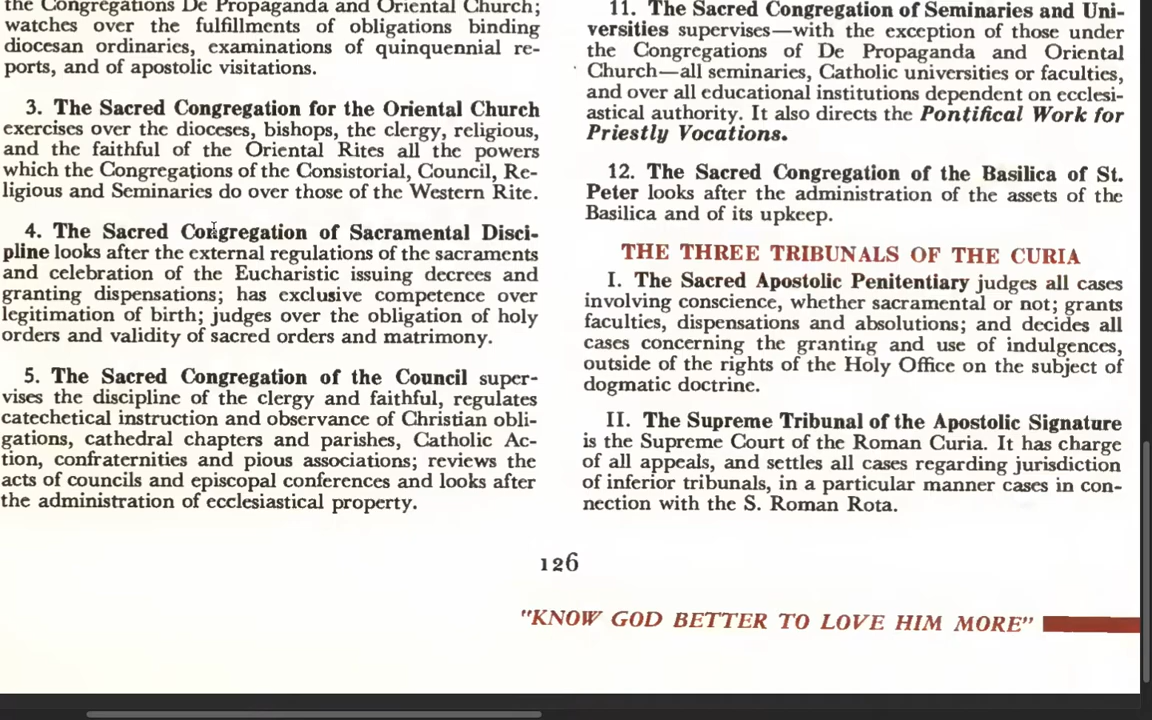 the Congregations De Propaganda and Oriental Church;
watches over the fulfillments of obligations binding
diocesan ordinaries, examinations of quinquennial re-
ports, and of apostolic visitations.
3. The Sacred Congregation for the Oriental Church
exercises over the dioceses, bishops, the clergy, religious,
and the faithful of the Oriental Rites all the powers
which the Congregations of the Consistorial, Council, Re-
ligious and Seminaries do over those of the Western Rite.
4. The Sacred Congregation of Sacramental Disci-
pline looks after the external regulations of the sacraments
and celebration of the Eucharistic issuing decrees and
granting dispensations; has exclusive competence over
legitimation of birth; judges over the obligation of holy
orders and validity of sacred orders and matrimony.
5. The Sacred Congregation of the Council super-
vises the discipline of the clergy and faithful, regulates
catechetical instruction and observance of Christian obli-
gations, cathedral chapters and parishes, Catholic Ac-
tion, confraternities and pious associations; reviews the
acts of councils and episcopal conferences and looks after
the administration of ecclesiastical property.
11. The Sacred Congregation of Seminaries and Uni-
versities supervises—with the exception of those under
the Congregations of De Propaganda and Oriental
Church—all seminaries, Catholic universities or faculties,
and over all educational institutions dependent on ecclesi-
astical authority. It also directs the Pontifical Work for
Priestly Vocations.
12. The Sacred Congregation of the Basilica of St.
Peter looks after the administration of the assets of the
Basilica and of its upkeep.
THE THREE TRIBUNALS OF THE CURIA
I. The Sacred Apostolic Penitentiary judges all cases
involving conscience, whether sacramental or not; grants
faculties, dispensations and absolutions; and decides all
cases concerning the granting and use of indulgences,
outside of the rights of the Holy Office on the subject of
dogmatic doctrine.
II. The Supreme Tribunal of the Apostolic Signature
is the Supreme Court of the Roman Curia. It has charge
of all appeals, and settles all cases regarding jurisdiction
of inferior tribunals, in a particular manner cases in con-
nection with the S. Roman Rota.
126
"KNOW GOD BETTER TO LOVE HIM MORE"